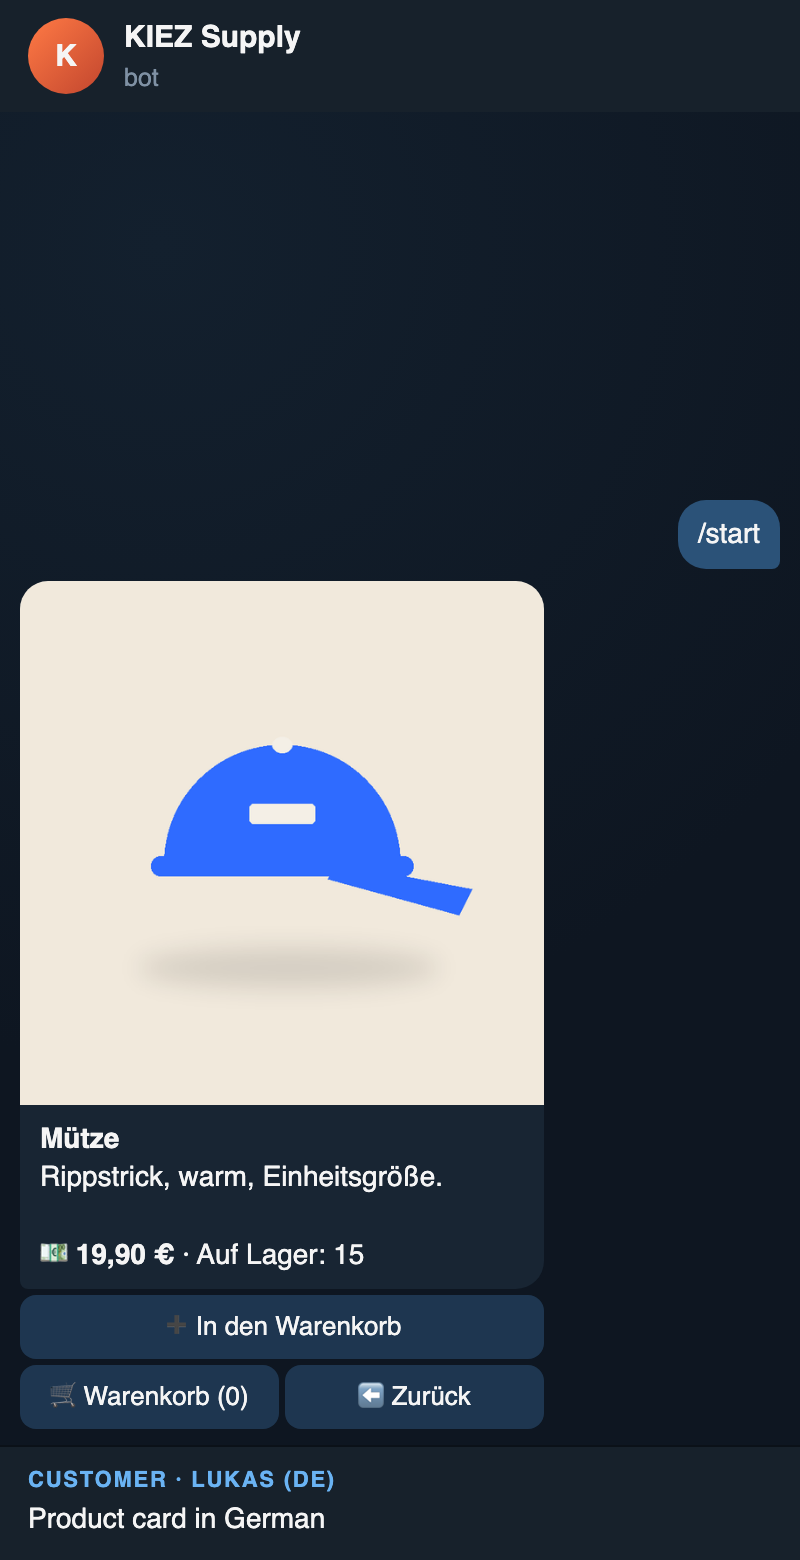 K
KIEZ Supply
bot
/start
Mütze
Rippstrick, warm, Einheitsgröße.
💶 19,90 € · Auf Lager: 15
➕ In den Warenkorb
🛒 Warenkorb (0)
⬅️ Zurück
CUSTOMER · LUKAS (DE)
Product card in German